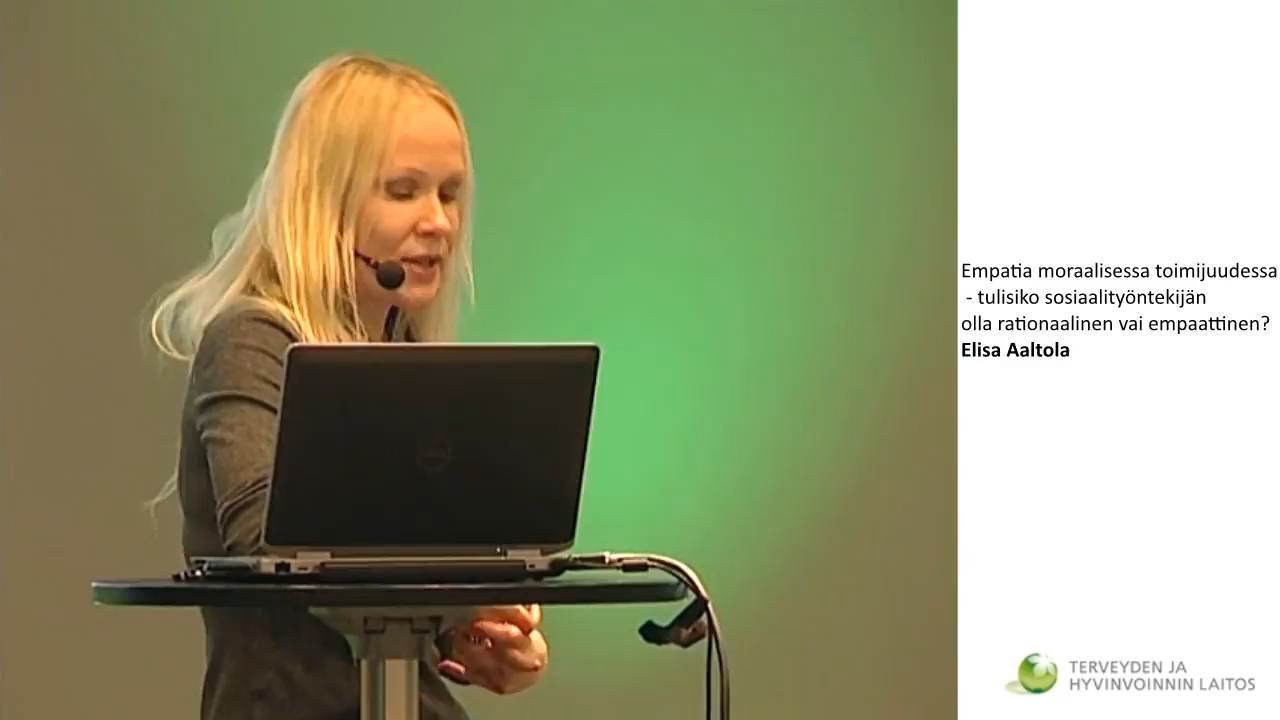 Empatia moraalisessa toimijuudessa
- tulisiko sosiaalityöntekijän
olla rationaalinen vai empaattinen?
Elisa Aaltola
TERVEYDEN JA
HYVINVOINNIN LAITOS